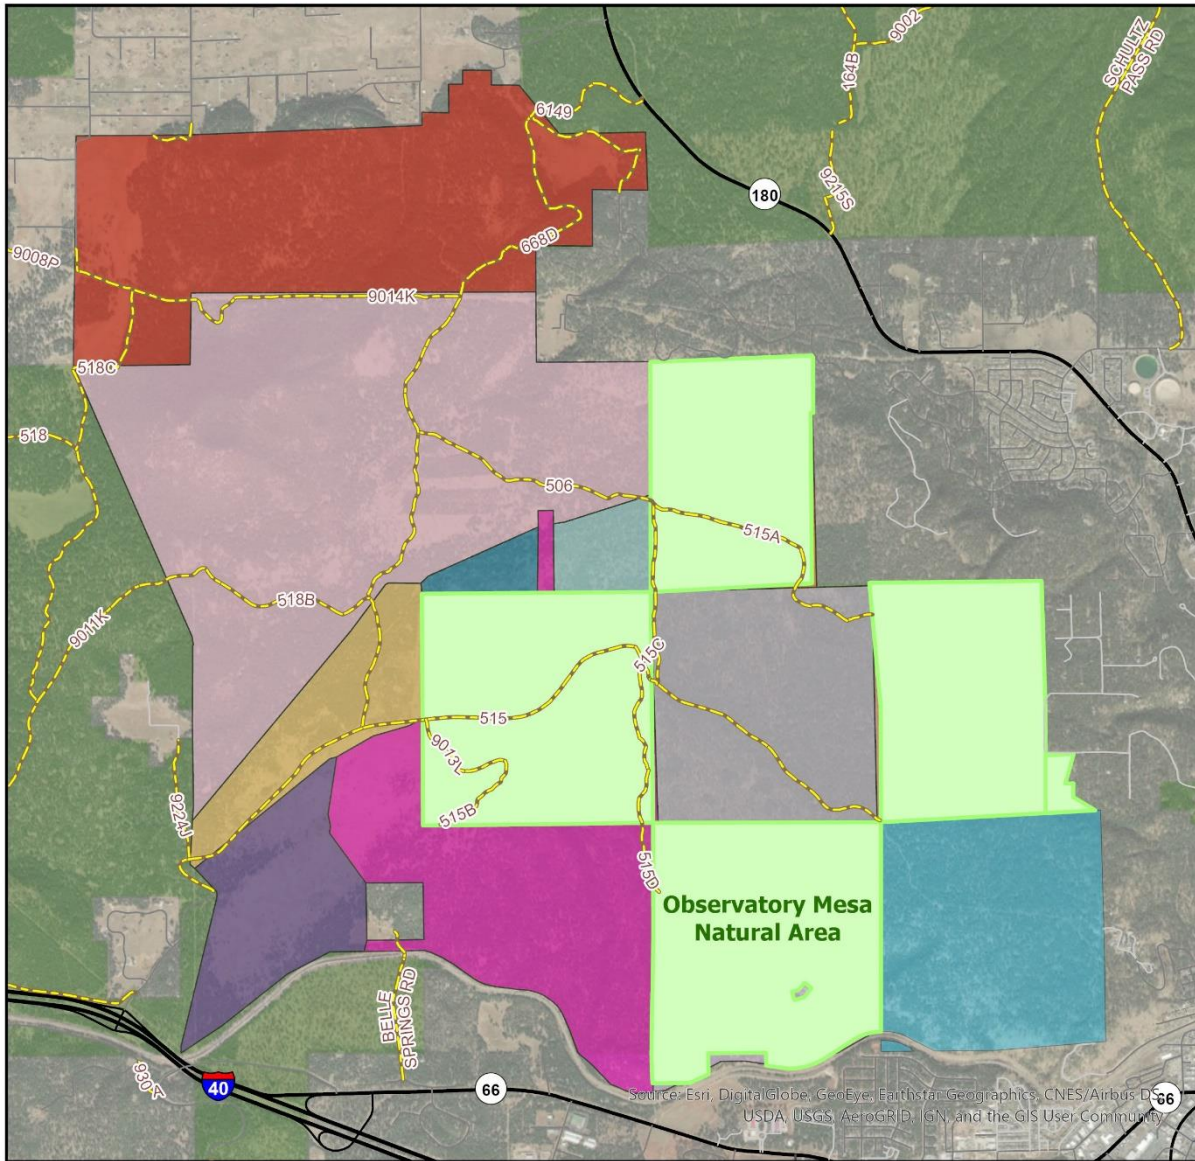 9002
164B
SCHULTZ
PASS RD
6149
9215S
180
668D
9008P
9014K
518C
518
506
515A
518B
9011K
515C
515
9013L
515B
9224J
515D
Observatory Mesa
Natural Area
BELLE
SPRINGS RD
930 A
40
66
66
Source: Esri, DigitalGlobe, GeoEye, Earthstar Geographics, CNES/Airbus DS,
USDA, USGS, AeroGRID, IGN, and the GIS User Community